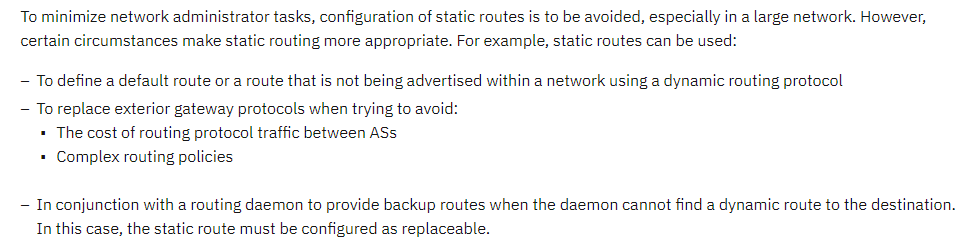 To minimize network administrator tasks, configuration of static routes is to be avoided, especially in a large network. However,
certain circumstances make static routing more appropriate. For example, static routes can be used:
– To define a default route or a route that is not being advertised within a network using a dynamic routing protocol
– To replace exterior gateway protocols when trying to avoid:
▪ The cost of routing protocol traffic between ASs
▪ Complex routing policies
– In conjunction with a routing daemon to provide backup routes when the daemon cannot find a dynamic route to the destination.
In this case, the static route must be configured as replaceable.